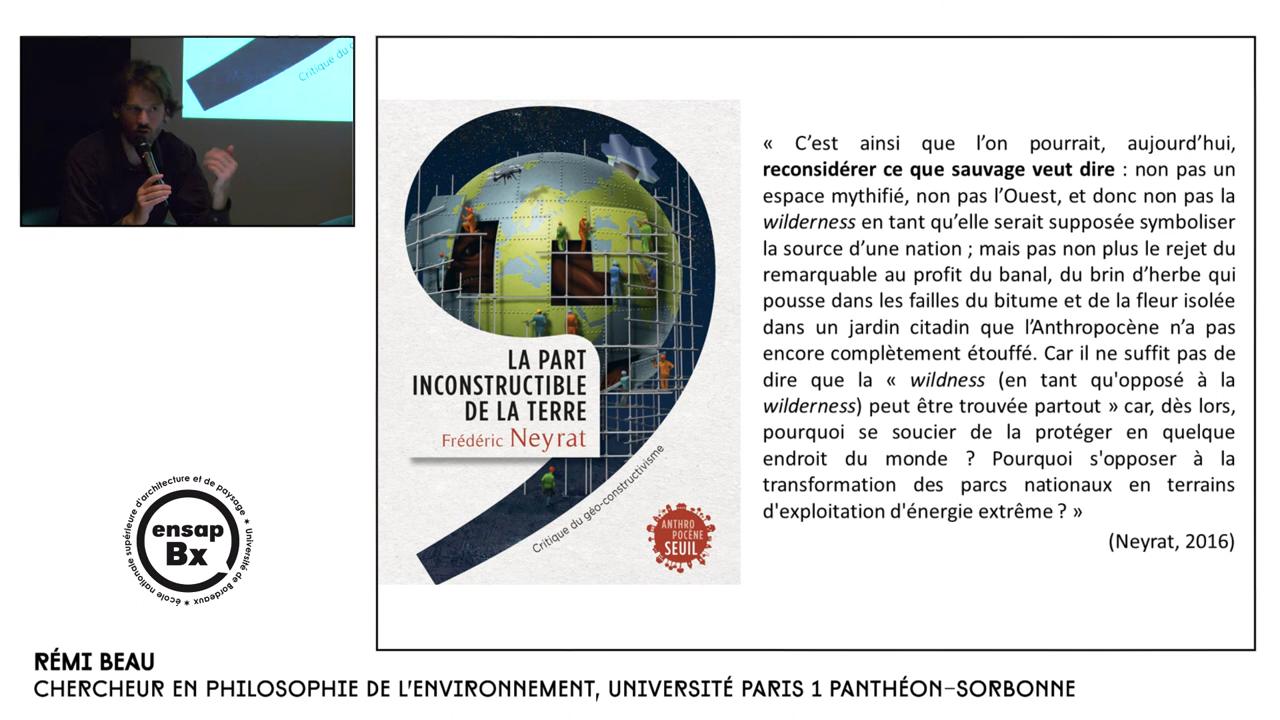 Critique du
« C’est ainsi que l’on pourrait, aujourd’hui,
reconsidérer ce que sauvage veut dire : non pas un
espace mythifié, non pas l’Ouest, et donc non pas la
wilderness en tant qu’elle serait supposée symboliser
la source d’une nation ; mais pas non plus le rejet du
remarquable au profit du banal, du brin d’herbe qui
pousse dans les failles du bitume et de la fleur isolée
dans un jardin citadin que l’Anthropocène n’a pas
encore complètement étouffé. Car il ne suffit pas de
dire que la « wildness (en tant qu'opposé à la
wilderness) peut être trouvée partout » car, dès lors,
pourquoi se soucier de la protéger en quelque
endroit du monde ? Pourquoi s'opposer à la
transformation des parcs nationaux en terrains
d'exploitation d'énergie extrême ? »
(Neyrat, 2016)
LA PART
INCONSTRUCTIBLE
DE LA TERRE
Frédéric Neyrat
Critique du géo-constructivisme
ANTHRO
POCÈNE
SEUIL
école nationale supérieure d'architecture et de paysage * Université de Bordeaux *
ensap
Bx
RÉMI BEAU
CHERCHEUR EN PHILOSOPHIE DE L’ENVIRONNEMENT, UNIVERSITÉ PARIS 1 PANTHÉON–SORBONNE